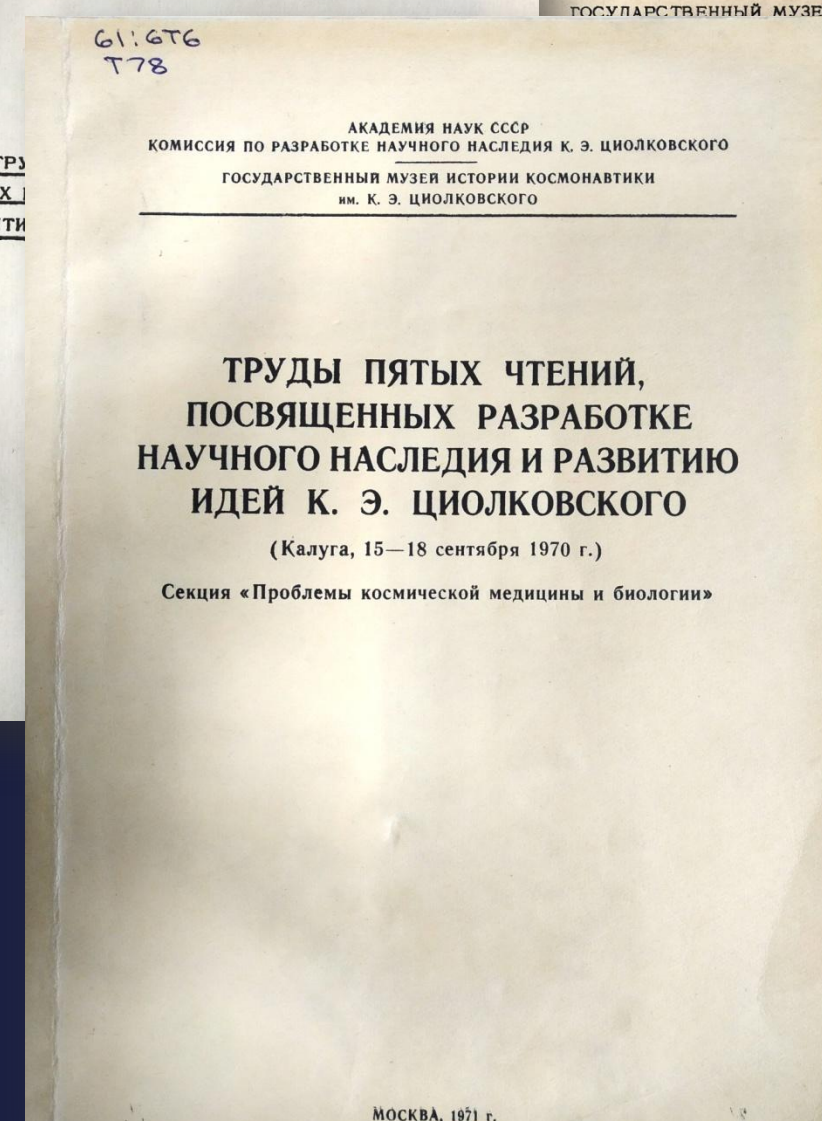 ГОСУДАРСТВЕННЫЙ МУЗЕ
61:6Т6
Т78
АКАДЕМИЯ НАУК СССР
КОМИССИЯ ПО РАЗРАБОТКЕ НАУЧНОГО НАСЛЕДИЯ К. Э. ЦИОЛКОВСКОГО
ГОСУДАРСТВЕННЫЙ МУЗЕЙ ИСТОРИИ КОСМОНАВТИКИ
им. К. Э. ЦИОЛКОВСКОГО
ТРУДЫ ПЯТЫХ ЧТЕНИЙ,
ПОСВЯЩЕННЫХ РАЗРАБОТКЕ
НАУЧНОГО НАСЛЕДИЯ И РАЗВИТИЮ
ИДЕЙ К. Э. ЦИОЛКОВСКОГО
(Калуга, 15—18 сентября 1970 г.)
Секция «Проблемы космической медицины и биологии»
МОСКВА, 1971 г.